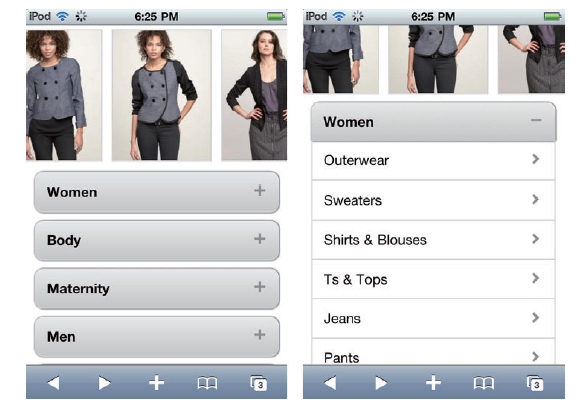 iPod 6:25 PM
Women
Body
Maternity
Men
3
iPod 6:25 PM
Women
Outerwear
Sweaters
Shirts & Blouses
Ts & Tops
Jeans
Pants
3